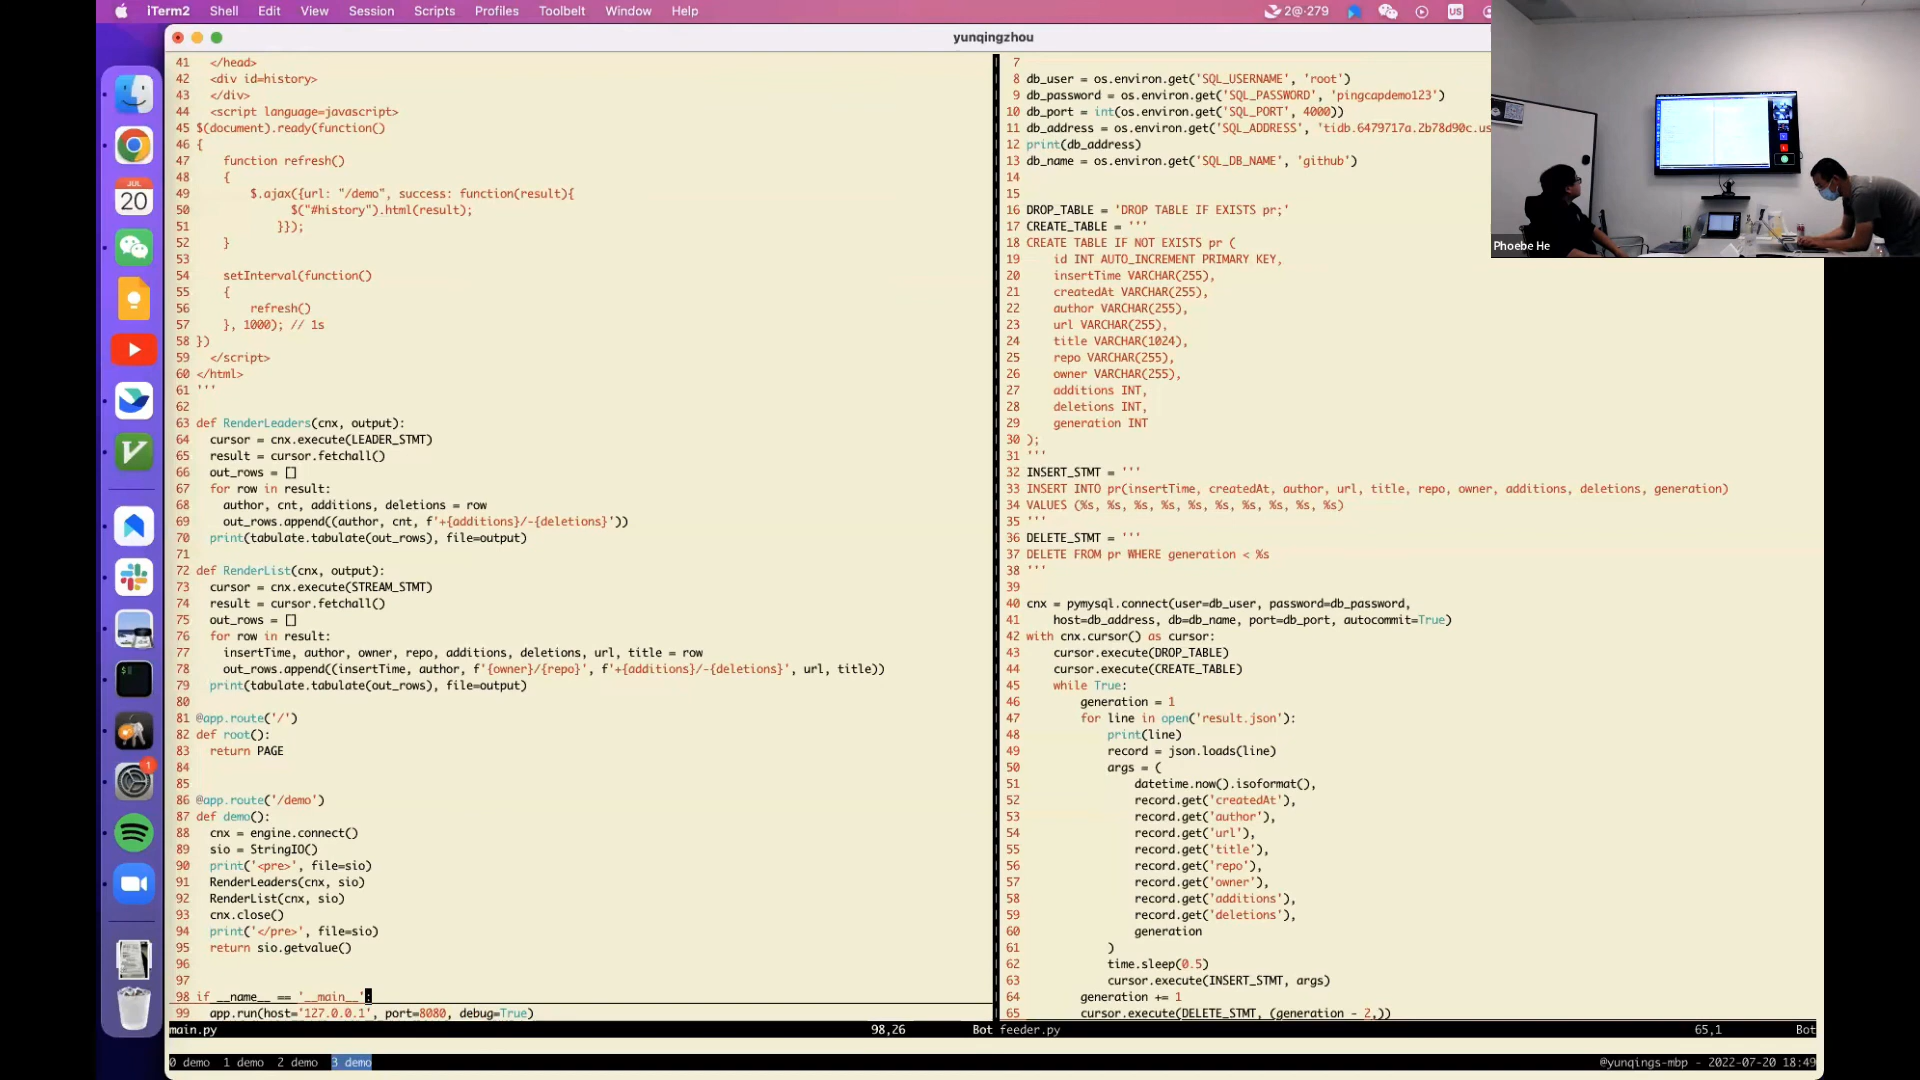 iTerm2 Shell Edit View Session Scripts Profiles Toolbelt Window Help 2@·279 US
yunqingzhou
JUL
20
1
41   </head>
42   <div id=history>
43   </div>
44   <script language=javascript>
45 $(document).ready(function()
46 {
47     function refresh()
48     {
49         $.ajax({url: "/demo", success: function(result){
50               $("#history").html(result);
51             }});
52     }
53
54     setInterval(function()
55     {
56         refresh()
57     }, 1000); // 1s
58 })
59   </script>
60 </html>
61 '''
62
63 def RenderLeaders(cnx, output):
64   cursor = cnx.execute(LEADER_STMT)
65   result = cursor.fetchall()
66   out_rows = []
67   for row in result:
68     author, cnt, additions, deletions = row
69     out_rows.append((author, cnt, f'+{additions}/-{deletions}'))
70   print(tabulate.tabulate(out_rows), file=output)
71
72 def RenderList(cnx, output):
73   cursor = cnx.execute(STREAM_STMT)
74   result = cursor.fetchall()
75   out_rows = []
76   for row in result:
77     insertTime, author, owner, repo, additions, deletions, url, title = row
78     out_rows.append((insertTime, author, f'{owner}/{repo}', f'+{additions}/-{deletions}', url, title))
79   print(tabulate.tabulate(out_rows), file=output)
80
81 @app.route('/')
82 def root():
83   return PAGE
84
85
86 @app.route('/demo')
87 def demo():
88   cnx = engine.connect()
89   sio = StringIO()
90   print('<pre>', file=sio)
91   RenderLeaders(cnx, sio)
92   RenderList(cnx, sio)
93   cnx.close()
94   print('</pre>', file=sio)
95   return sio.getvalue()
96
97
98 if __name__ == '__main__':
99   app.run(host='127.0.0.1', port=8080, debug=True)
main.py 98,26 Bot
7
8 db_user = os.environ.get('SQL_USERNAME', 'root')
9 db_password = os.environ.get('SQL_PASSWORD', 'pingcapdemo123')
10 db_port = int(os.environ.get('SQL_PORT', 4000))
11 db_address = os.environ.get('SQL_ADDRESS', 'tidb.6479717a.2b78d90c.us
12 print(db_address)
13 db_name = os.environ.get('SQL_DB_NAME', 'github')
14
15
16 DROP_TABLE = 'DROP TABLE IF EXISTS pr;'
17 CREATE_TABLE = '''
18 CREATE TABLE IF NOT EXISTS pr (
19     id INT AUTO_INCREMENT PRIMARY KEY,
20     insertTime VARCHAR(255),
21     createdAt VARCHAR(255),
22     author VARCHAR(255),
23     url VARCHAR(255),
24     title VARCHAR(1024),
25     repo VARCHAR(255),
26     owner VARCHAR(255),
27     additions INT,
28     deletions INT,
29     generation INT
30 );
31 '''
32 INSERT_STMT = '''
33 INSERT INTO pr(insertTime, createdAt, author, url, title, repo, owner, additions, deletions, generation)
34 VALUES (%s, %s, %s, %s, %s, %s, %s, %s, %s, %s)
35 '''
36 DELETE_STMT = '''
37 DELETE FROM pr WHERE generation < %s
38 '''
39
40 cnx = pymysql.connect(user=db_user, password=db_password,
41     host=db_address, db=db_name, port=db_port, autocommit=True)
42 with cnx.cursor() as cursor:
43     cursor.execute(DROP_TABLE)
44     cursor.execute(CREATE_TABLE)
45     while True:
46         generation = 1
47         for line in open('result.json'):
48             print(line)
49             record = json.loads(line)
50             args = (
51                 datetime.now().isoformat(),
52                 record.get('createdAt'),
53                 record.get('author'),
54                 record.get('url'),
55                 record.get('title'),
56                 record.get('repo'),
57                 record.get('owner'),
58                 record.get('additions'),
59                 record.get('deletions'),
60                 generation
61             )
62             time.sleep(0.5)
63             cursor.execute(INSERT_STMT, args)
64         generation += 1
65         cursor.execute(DELETE_STMT, (generation - 2,))
feeder.py 65,1 Bot
Phoebe He
0 demo 1 demo 2 demo 3 demo
@yunqings-mbp - 2022-07-20 18:49